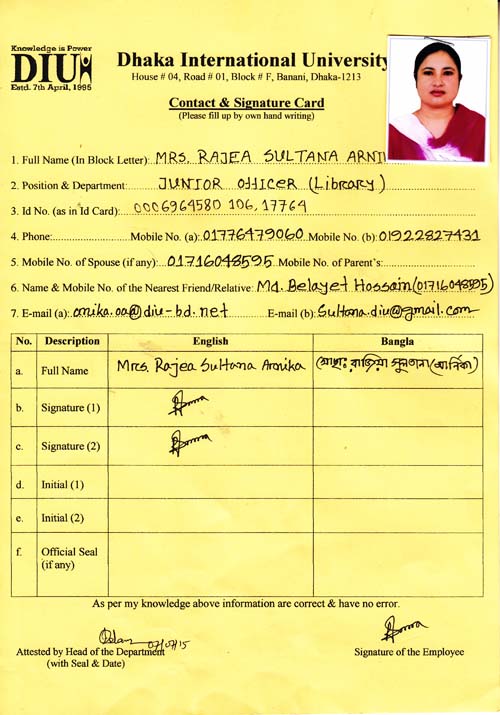 Knowledge is Power
DIU
Estd. 7th April, 1995
Dhaka International University
House # 04, Road # 01, Block # F, Banani, Dhaka-1213
Contact & Signature Card
(Please fill up by own hand writing)
1. Full Name (In Block Letter): MRS. RAJEA SULTANA ARNI
2. Position & Department: JUNIOR OFFICER (Library)
3. Id No. (as in Id Card): 0006964580 106,17764
4. Phone: Mobile No. (a): 01776479060 Mobile No. (b): 01922827431
5. Mobile No. of Spouse (if any): 01716048595 Mobile No. of Parent's:
6. Name & Mobile No. of the Nearest Friend/Relative: Md. Belayet Hossain (01716048595)
7. E-mail (a): arnika.aa@diu-bd.net E-mail (b): Sultana.diu@gmail.com
No. Description English Bangla
a. Full Name Mrs. Rajea Sultana Arnika (মোছাঃ রাজিয়া সুলতানা (আর্নিকা)
b. Signature (1)
c. Signature (2)
d. Initial (1)
e. Initial (2)
f. Official Seal
(if any)
As per my knowledge above information are correct & have no error.
07/07/15
Attested by Head of the Department Signature of the Employee
(with Seal & Date)